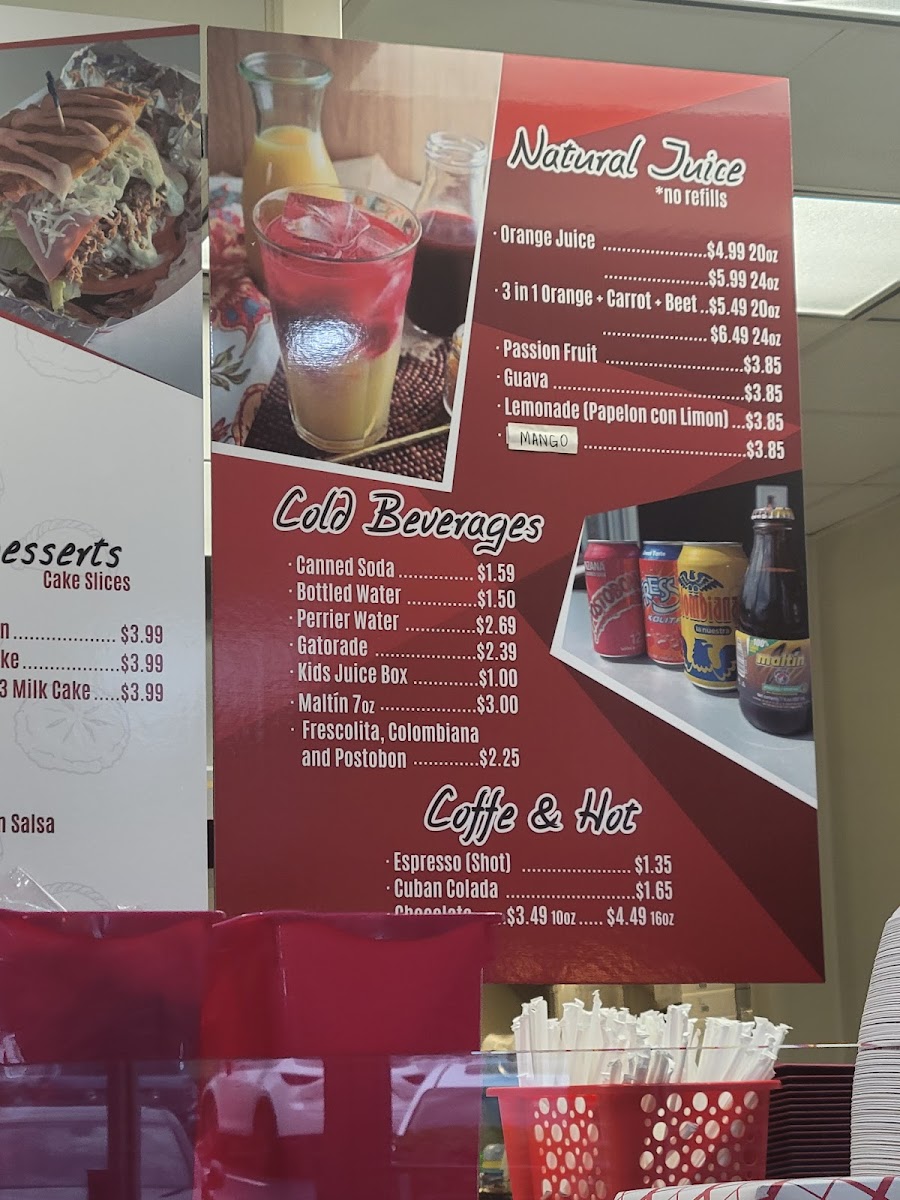 Natural Juice
*no refills
· Orange Juice ........................$4.99 20oz
........................$5.99 24oz
· 3 in 1 Orange + Carrot + Beet ..$5.49 20oz
........................$6.49 24oz
· Passion Fruit ................................$3.85
· Guava ............................................$3.85
· Lemonade (Papelon con Limon) ...$3.85
· MANGO ......................................$3.85
Cold Beverages
· Canned Soda ................. $1.59
· Bottled Water ................$1.50
· Perrier Water ................$2.69
· Gatorade .......................$2.39
· Kids Juice Box ...............$1.00
· Maltín 7oz ......................$3.00
· Frescolita, Colombiana
and Postobon ...............$2.25
maltín
Coffe & Hot
· Espresso (Shot) ......................... $1.35
· Cuban Colada .............................$1.65
Chocolate ....$3.49 10oz ..... $4.49 16oz
esserts
Cake Slices
n....................$3.99
ke...................$3.99
3 Milk Cake.....$3.99
n Salsa